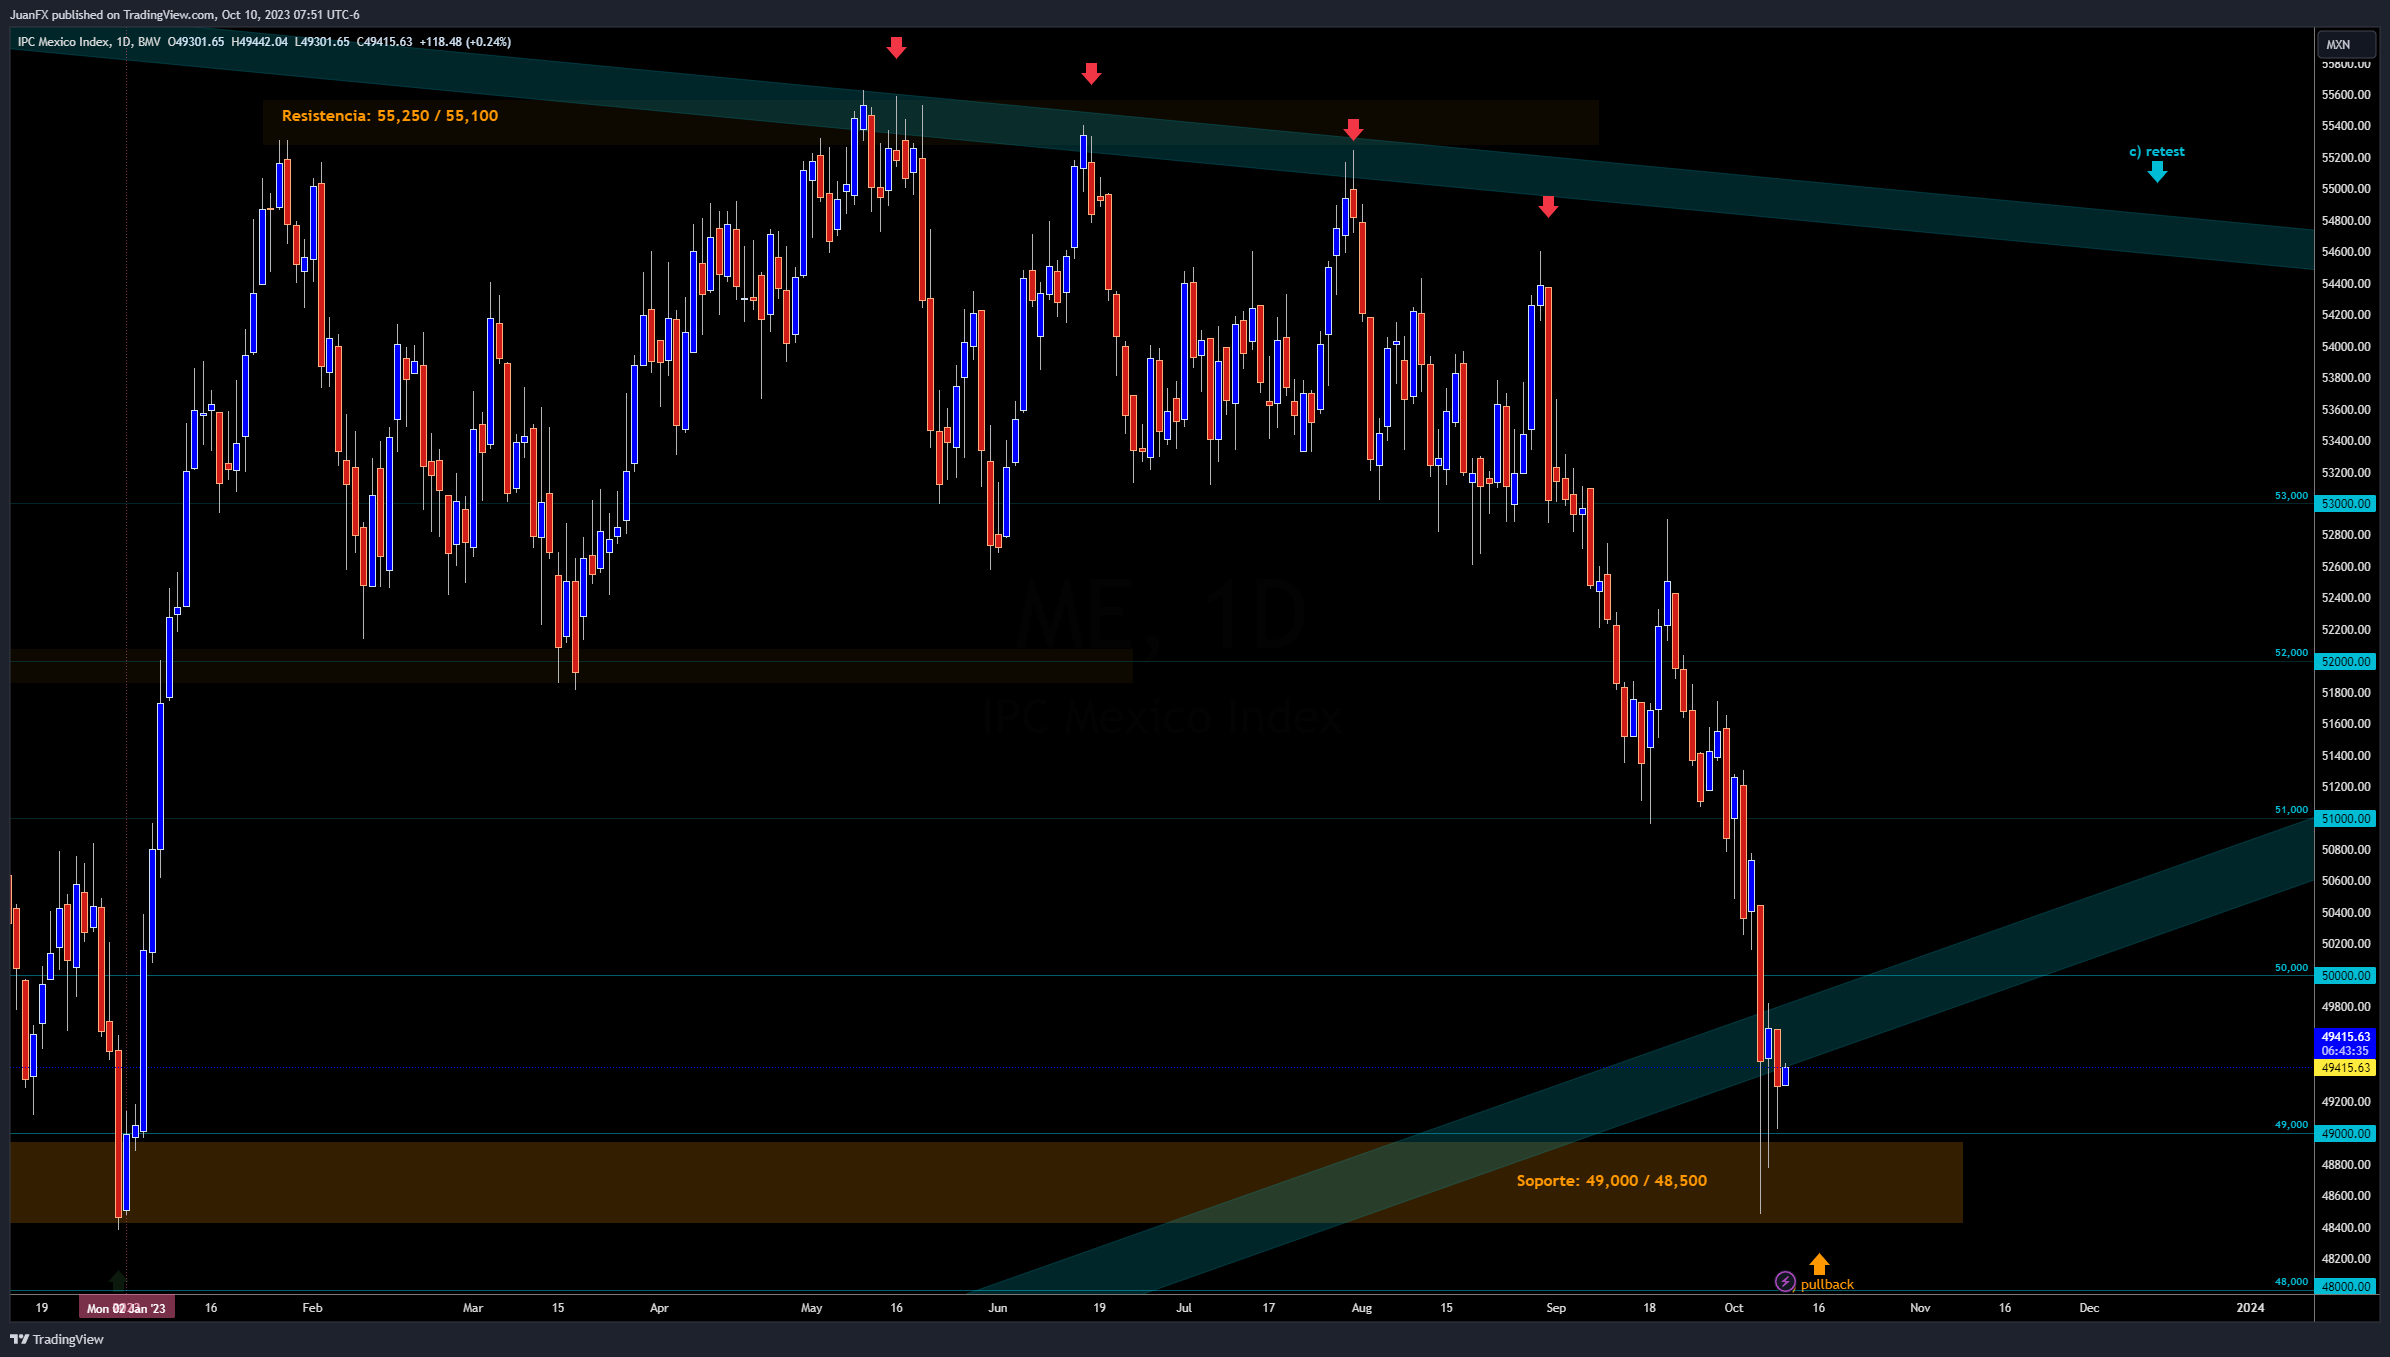 JuanFX published on TradingView.com, Oct 10, 2023 07:51 UTC-6
IPC Mexico Index, 1D, BMV O49301.65 H49442.04 L49301.65 C49415.63 +118.48 (+0.24%)
MXN
55800.00
55600.00
55400.00
55200.00
55000.00
54800.00
54600.00
54400.00
54200.00
54000.00
53800.00
53600.00
53400.00
53200.00
53,000
53000.00
52800.00
52600.00
52400.00
52200.00
52,000
52000.00
51800.00
51600.00
51400.00
51200.00
51,000
51000.00
50800.00
50600.00
50400.00
50200.00
50,000
50000.00
49800.00
49415.63
06:43:35
49415.63
49200.00
49,000
49000.00
48800.00
48600.00
48400.00
48200.00
48,000
48000.00
Resistencia: 55,250 / 55,100
c) retest
ME, 1D
IPC Mexico Index
Soporte: 49,000 / 48,500
pullback
19
Mon 02 Jan '23
16
Feb
Mar
15
Apr
May
16
Jun
19
Jul
17
Aug
15
Sep
18
Oct
16
Nov
16
Dec
2024
TradingView